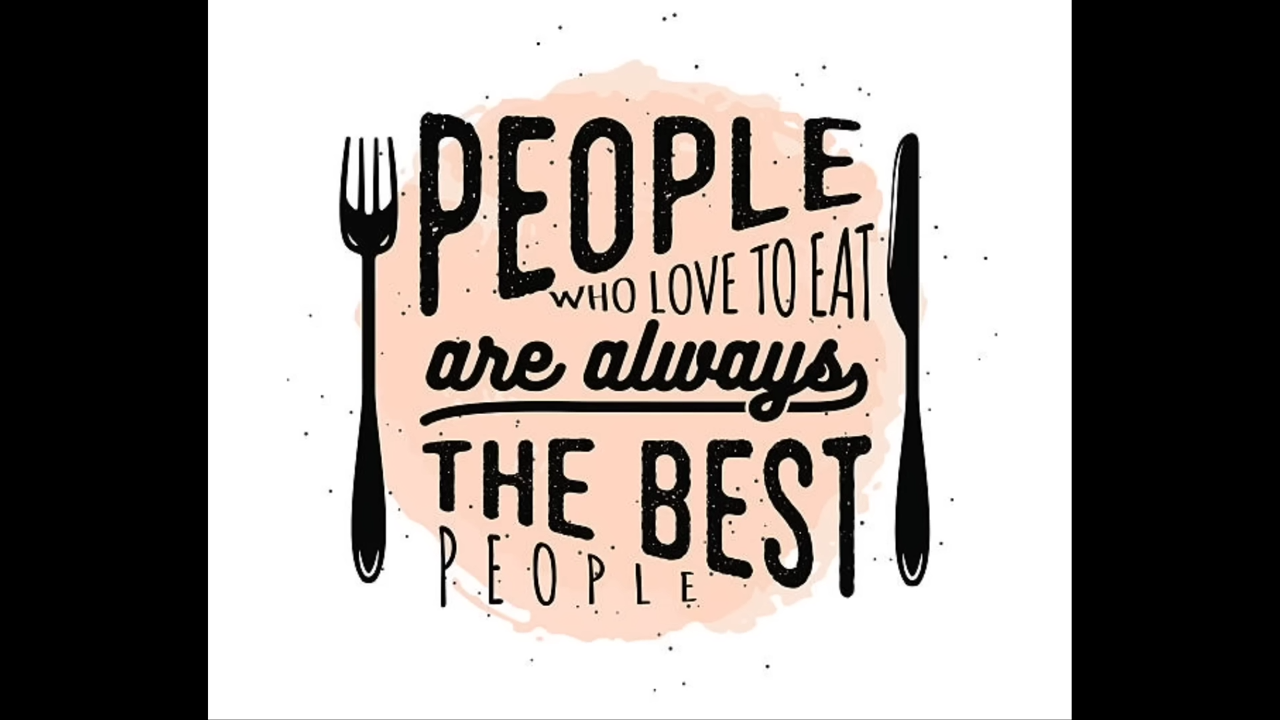 PEOPLE
WHO LOVE TO EAT
are always
THE BEST
PEOPLE